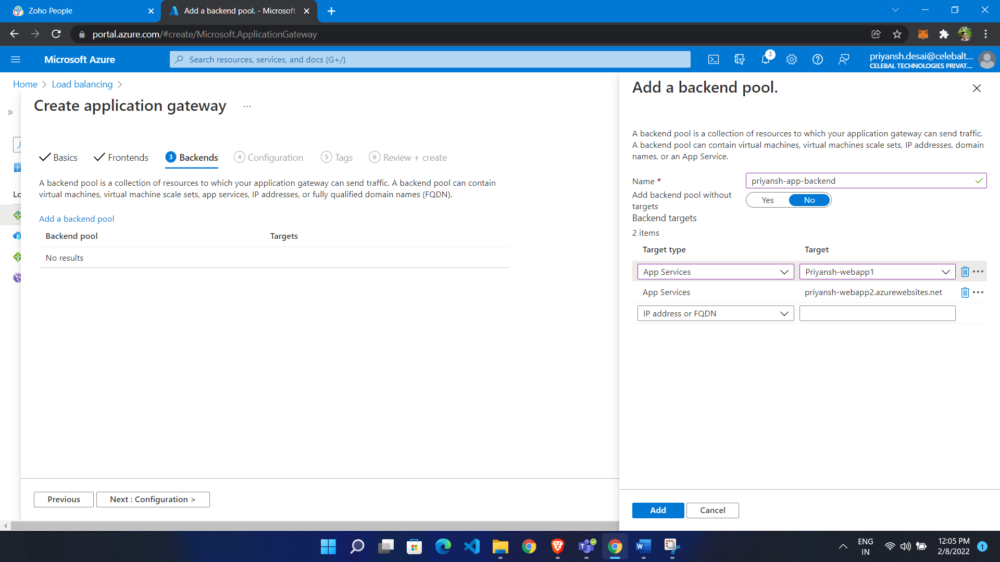 Zoho People
Add a backend pool. - Microsoft
portal.azure.com/#create/Microsoft.ApplicationGateway
Microsoft Azure
Search resources, services, and docs (G+/)
3
priyansh.desai@celebalt...
CELEBAL TECHNOLOGIES PRIVAT...
Home
Load balancing
Create application gateway
...
Basics
Frontends
3 Backends
4 Configuration
5 Tags
6 Review + create
A backend pool is a collection of resources to which your application gateway can send traffic. A backend pool can contain
virtual machines, virtual machine scale sets, app services, IP addresses, or fully qualified domain names (FQDN).
Add a backend pool
Backend pool Targets
No results
Previous
Next : Configuration >
Lo
Add a backend pool.
A backend pool is a collection of resources to which your application gateway can send traffic.
A backend pool can contain virtual machines, virtual machines scale sets, IP addresses, domain
names, or an App Service.
Name *
priyansh-app-backend
Add backend pool without
targets
Yes No
Backend targets
2 items
Target type Target
App Services Priyansh-webapp1
App Services priyansh-webapp2.azurewebsites.net
IP address or FQDN
Add
Cancel
ENG
IN
12:05 PM
2/8/2022
1